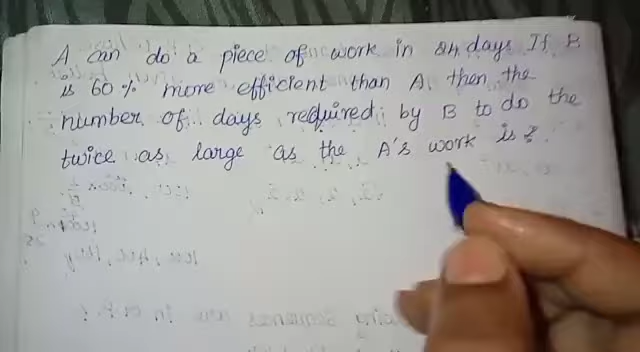 A can do a piece of work in 24 days If B
is 60% more efficient than A, then the
number of days required by B to do the
twice as large as the A's work is?